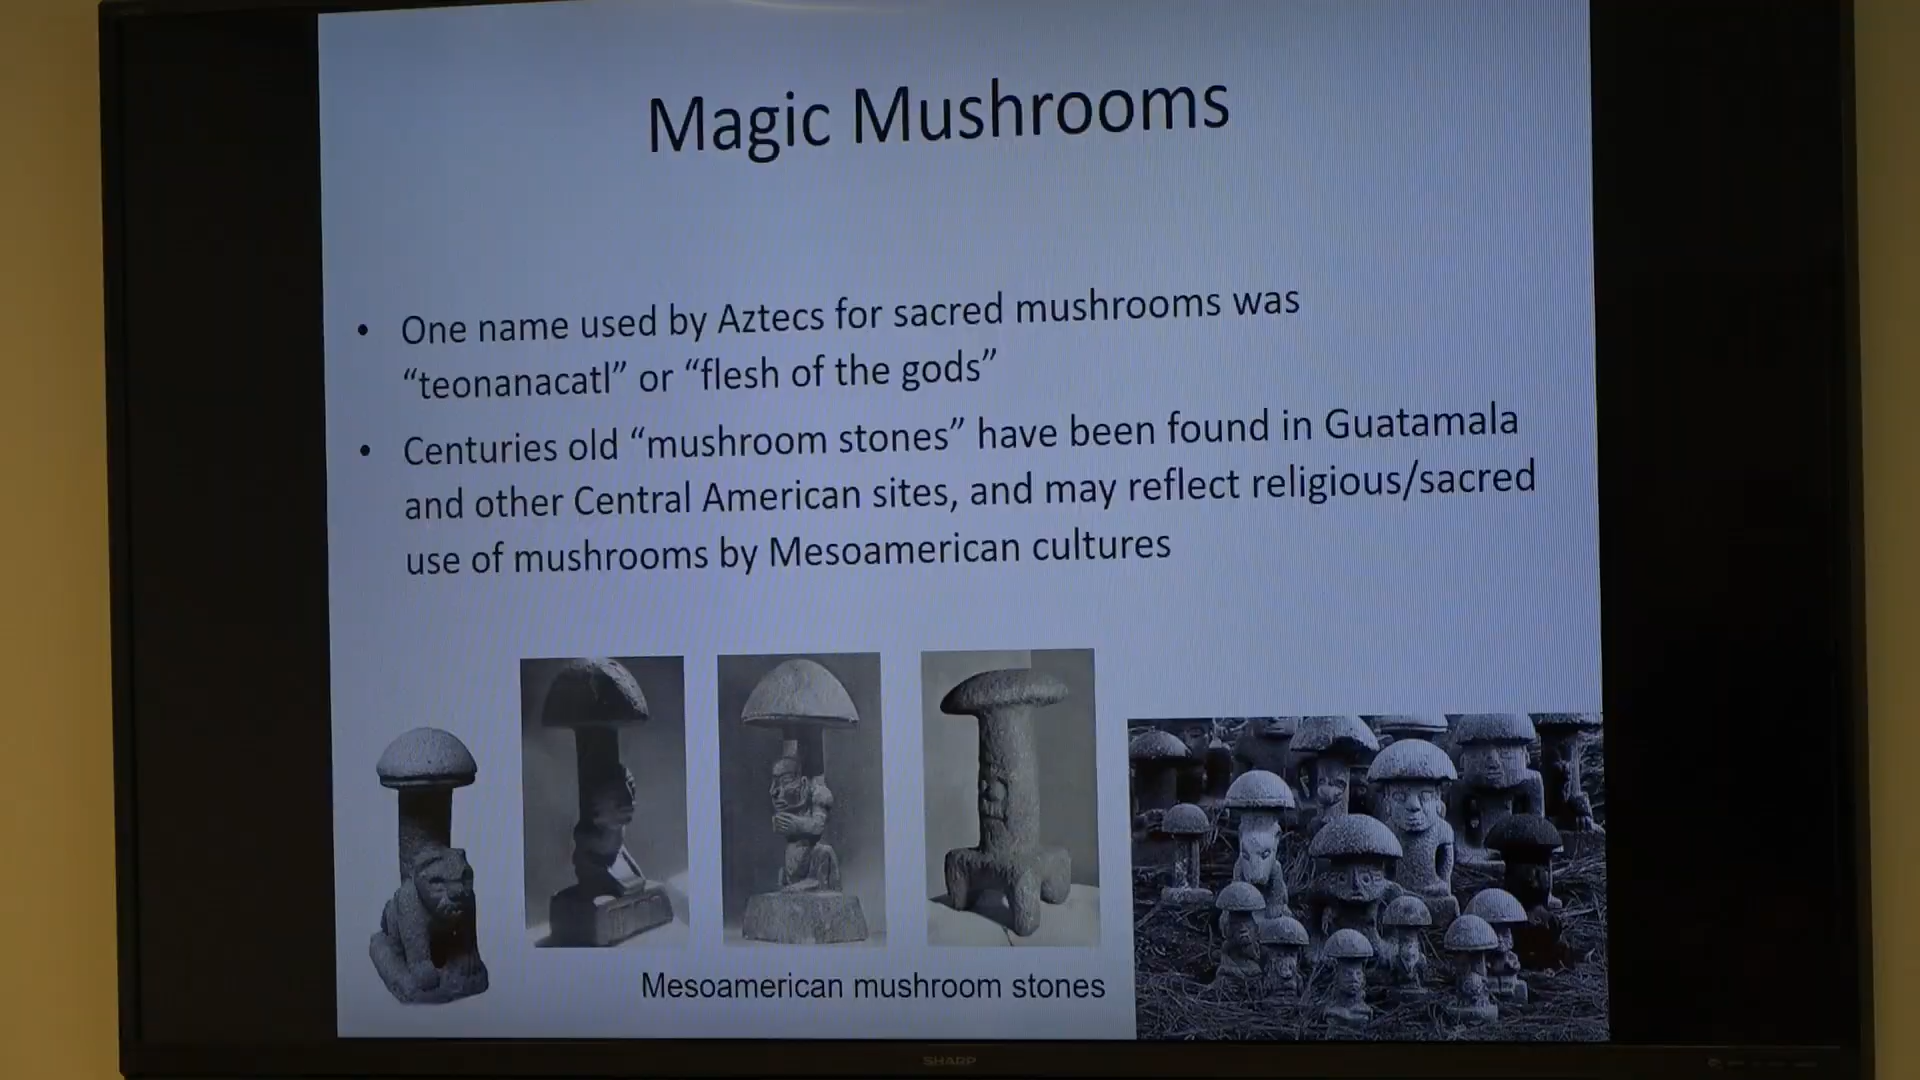 Magic Mushrooms
• One name used by Aztecs for sacred mushrooms was
“teonanacatl” or “flesh of the gods”
• Centuries old “mushroom stones” have been found in Guatamala
and other Central American sites, and may reflect religious/sacred
use of mushrooms by Mesoamerican cultures
Mesoamerican mushroom stones
SHARP